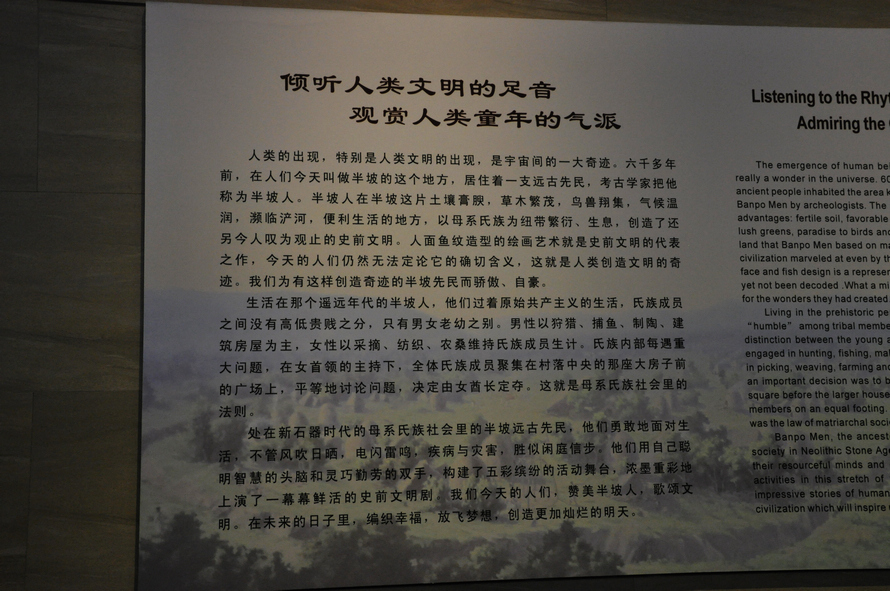 倾听人类文明的足音
观赏人类童年的气派
人类的出现，特别是人类文明的出现，是宇宙间的一大奇迹。六千多年
前，在人们今天叫做半坡的这个地方，居住着一支远古先民，考古学家把他
称为半坡人。半坡人在半坡这片土壤膏腴，草木繁茂，鸟兽翔集，气候温
润，濒临浐河，便利生活的地方，以母系氏族为纽带繁衍、生息，创造了还
另今人叹为观止的史前文明。人面鱼纹造型的绘画艺术就是史前文明的代表
之作，今天的人们仍然无法定论它的确切含义，这就是人类创造文明的奇
迹。我们为有这样创造奇迹的半坡先民而骄傲、自豪。
生活在那个遥远年代的半坡人，他们过着原始共产主义的生活，氏族成员
之间没有高低贵贱之分，只有男女老幼之别。男性以狩猎、捕鱼、制陶、建
筑房屋为主，女性以采摘、纺织、农桑维持氏族成员生计。氏族内部每遇重
大问题，在女首领的主持下，全体氏族成员聚集在村落中央的那座大房子前
的广场上，平等地讨论问题，决定由女酋长定夺。这就是母系氏族社会里的
法则。
处在新石器时代的母系氏族社会里的半坡远古先民，他们勇敢地面对生
活，不管风吹日晒，电闪雷鸣，疾病与灾害，胜似闲庭信步。他们用自己聪
明智慧的头脑和灵巧勤劳的双手，构建了五彩缤纷的活动舞台，浓墨重彩地
上演了一幕幕鲜活的史前文明剧。我们今天的人们，赞美半坡人，歌颂文
明。在未来的日子里，编织幸福，放飞梦想，创造更加灿烂的明天。
Listening to the Rhy
Admiring the
The emergence of human be
really a wonder in the universe. 60
ancient people inhabited the area k
Banpo Men by archeologists. The
advantages: fertile soil, favorable
lush greens, paradise to birds and
land that Banpo Men based on ma
civilization marveled at even by th
face and fish design is a represent
yet not been decoded .What a mi
for the wonders they had created
Living in the prehistoric pe
“humble” among tribal membe
distinction between the young a
engaged in hunting, fishing, mak
in picking, weaving, farming and
an important decision was to b
square before the larger house
members on an equal footing.
was the law of matriarchal socie
Banpo Men, the ancest
society in Neolithic Stone Ag
their resourceful minds and
activities in this stretch of
impressive stories of human
civilization which will inspire